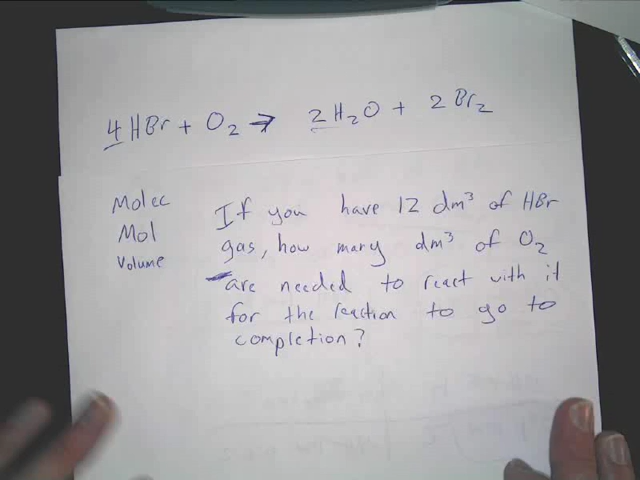 4HBr + O₂ → 2H₂O + 2Br₂
Molec
Mol
Volume
If you have 12 dm³ of HBr
gas, how many dm³ of O₂
are needed to react with it
for the reaction to go to
completion?